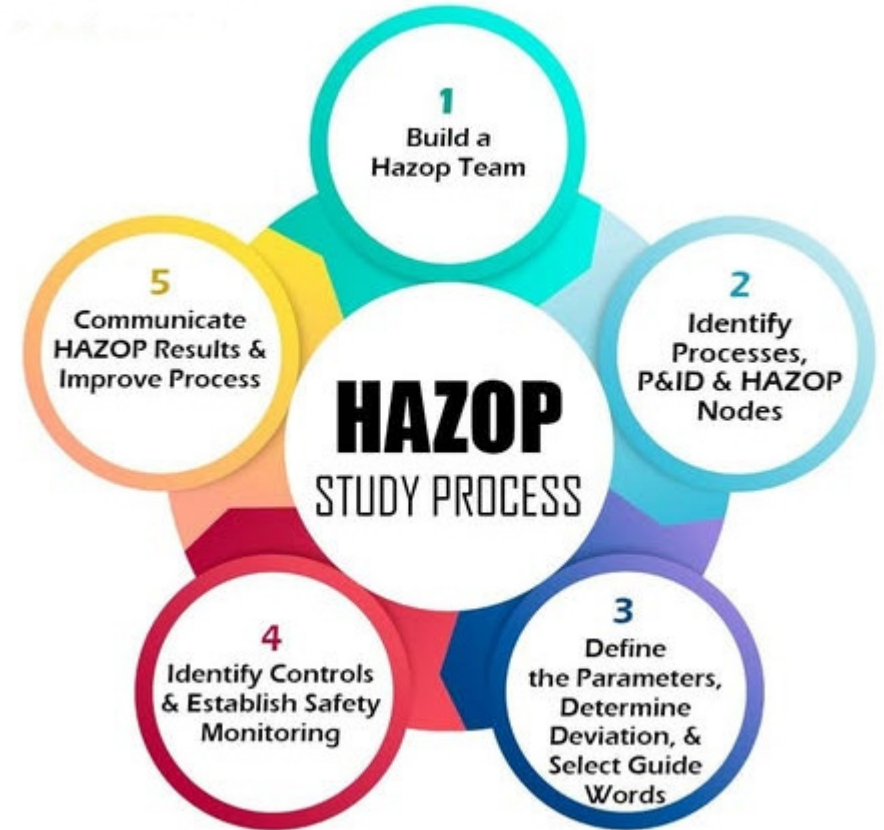 HAZOP
STUDY PROCESS
1
Build a
Hazop Team
2
Identify
Processes,
P&ID & HAZOP
Nodes
3
Define
the Parameters,
Determine
Deviation, &
Select Guide
Words
4
Identify Controls
& Establish Safety
Monitoring
5
Communicate
HAZOP Results &
Improve Process